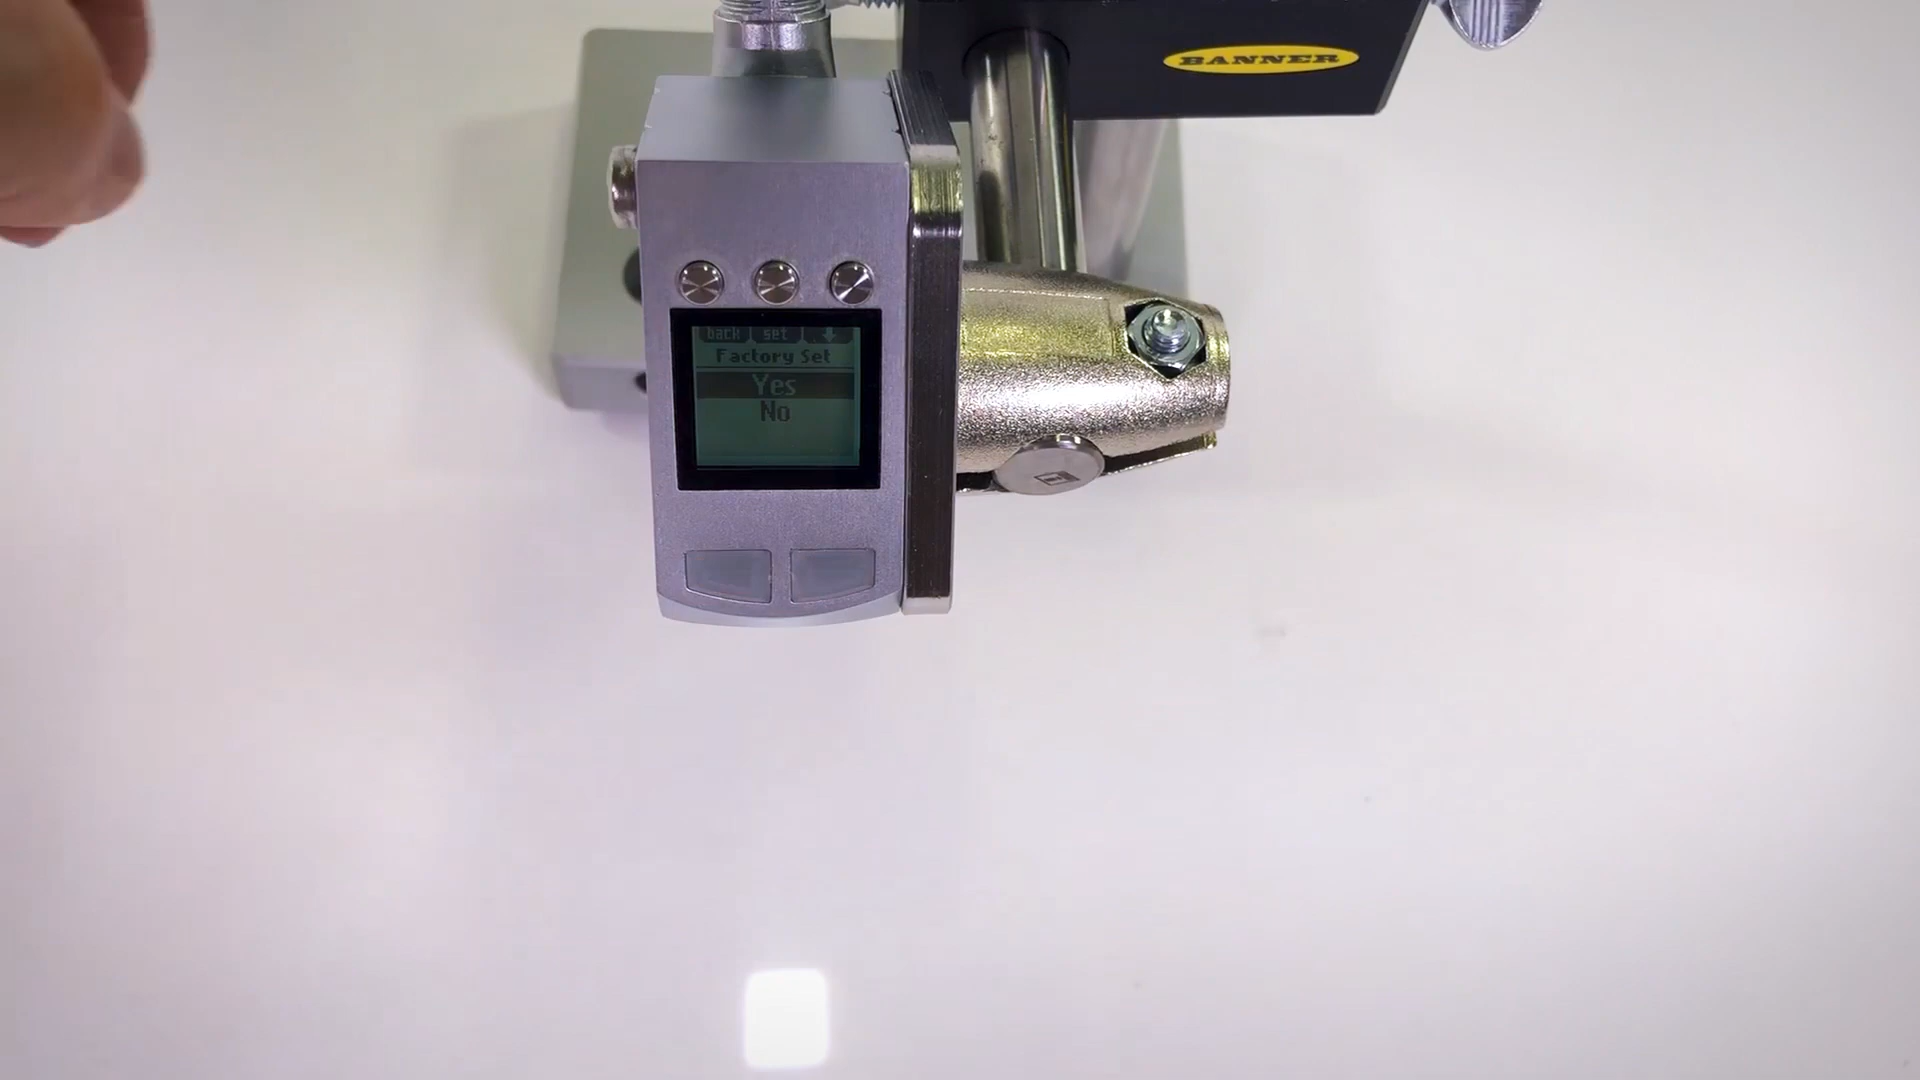 BANNER
back set
Factory Set
Yes
No